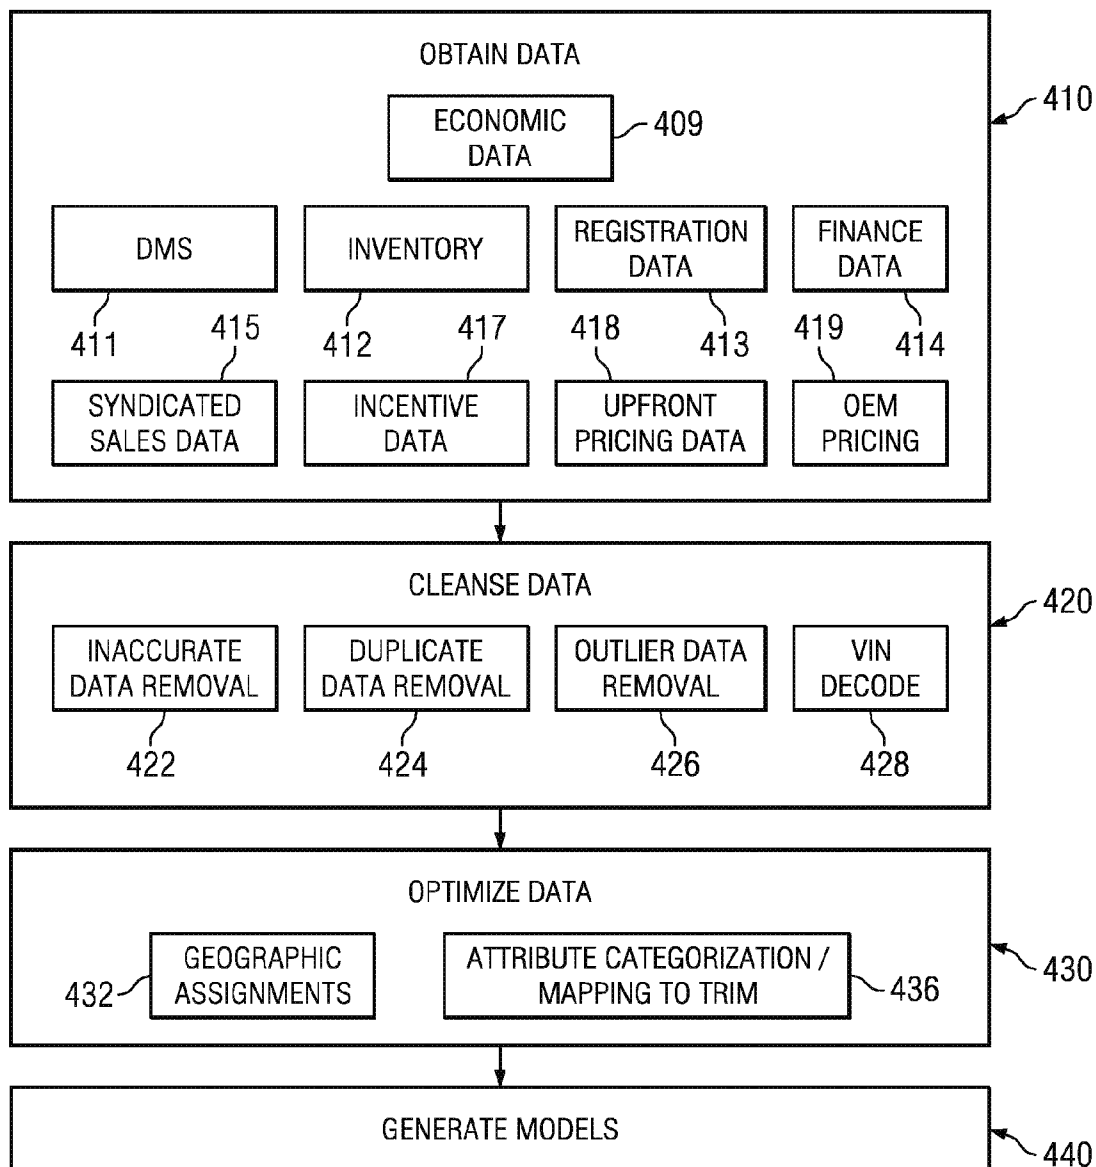 OBTAIN DATA
410
ECONOMIC
DATA
409
DMS
INVENTORY
REGISTRATION
DATA
FINANCE
DATA
411
415
412
417
418
413
419
414
SYNDICATED
SALES DATA
INCENTIVE
DATA
UPFRONT
PRICING DATA
OEM
PRICING
CLEANSE DATA
420
INACCURATE
DATA REMOVAL
DUPLICATE
DATA REMOVAL
OUTLIER DATA
REMOVAL
VIN
DECODE
422
424
426
428
OPTIMIZE DATA
430
GEOGRAPHIC
ASSIGNMENTS
432
ATTRIBUTE CATEGORIZATION /
MAPPING TO TRIM
436
GENERATE MODELS
440